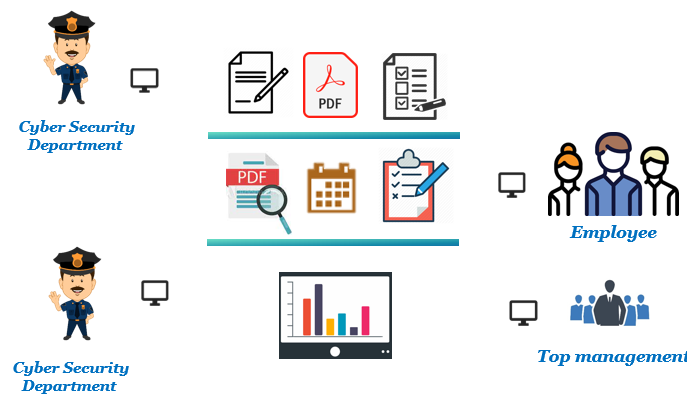 PDF
Cyber Security
Department
PDF
Employee
Cyber Security
Department
Top management